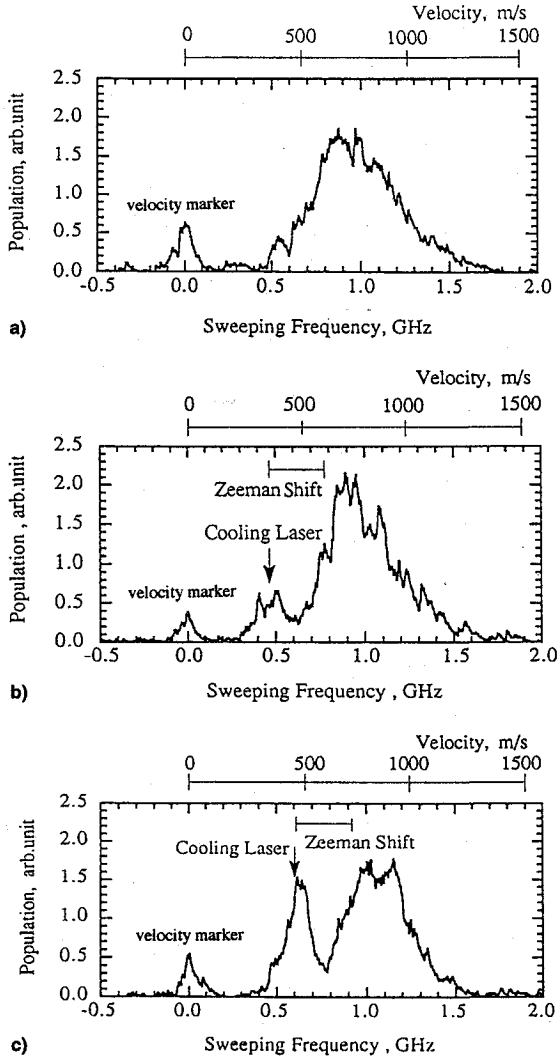 Velocity, m/s
0 500 1000 1500
2.5
2.0
1.5
1.0
0.5
0.0
Population, arb.unit
velocity marker
-0.5 0.0 0.5 1.0 1.5 2.0
a)
Sweeping Frequency, GHz
Velocity, m/s
0 500 1000 1500
2.5
2.0
1.5
1.0
0.5
0.0
Population , arb.unit
Zeeman Shift
Cooling Laser
velocity marker
-0.5 0.0 0.5 1.0 1.5 2.0
b)
Sweeping Frequency , GHz
Velocity, m/s
0 500 1000 1500
2.5
2.0
1.5
1.0
0.5
0.0
Population, arb.unit
Cooling Laser Zeeman Shift
velocity marker
-0.5 0.0 0.5 1.0 1.5 2.0
c)
Sweeping Frequency , GHz